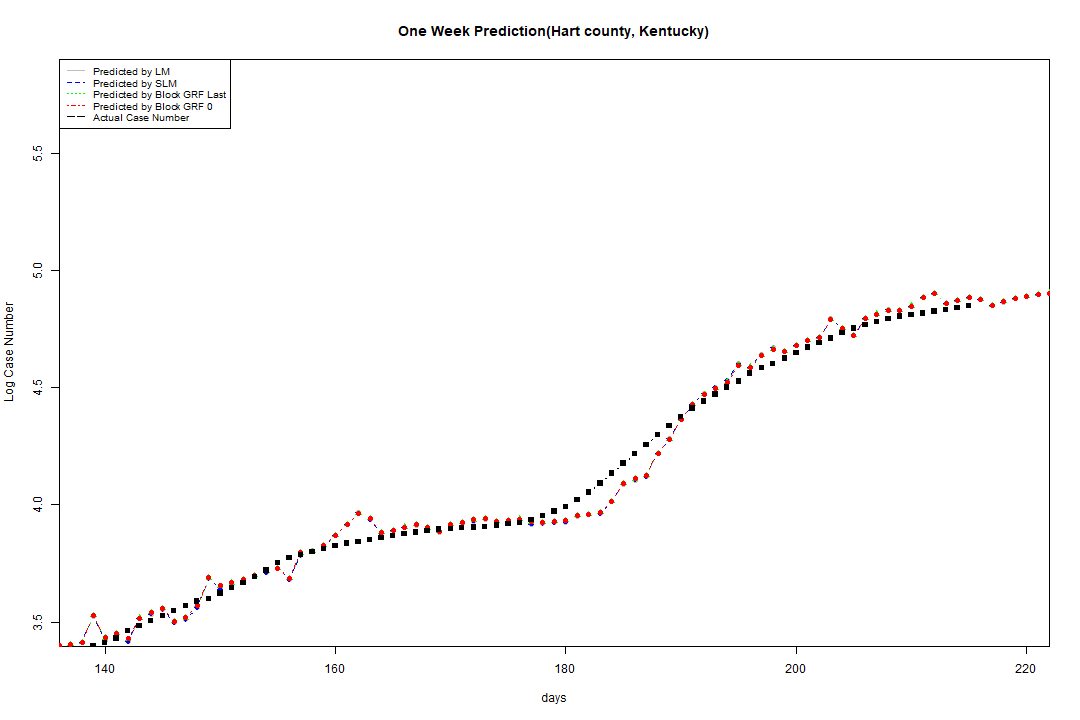 One Week Prediction(Hart county, Kentucky)
Predicted by LM
Predicted by SLM
Predicted by Block GRF Last
Predicted by Block GRF 0
Actual Case Number
5.5
5.0
4.5
4.0
3.5
Log Case Number
140 160 180 200 220
days